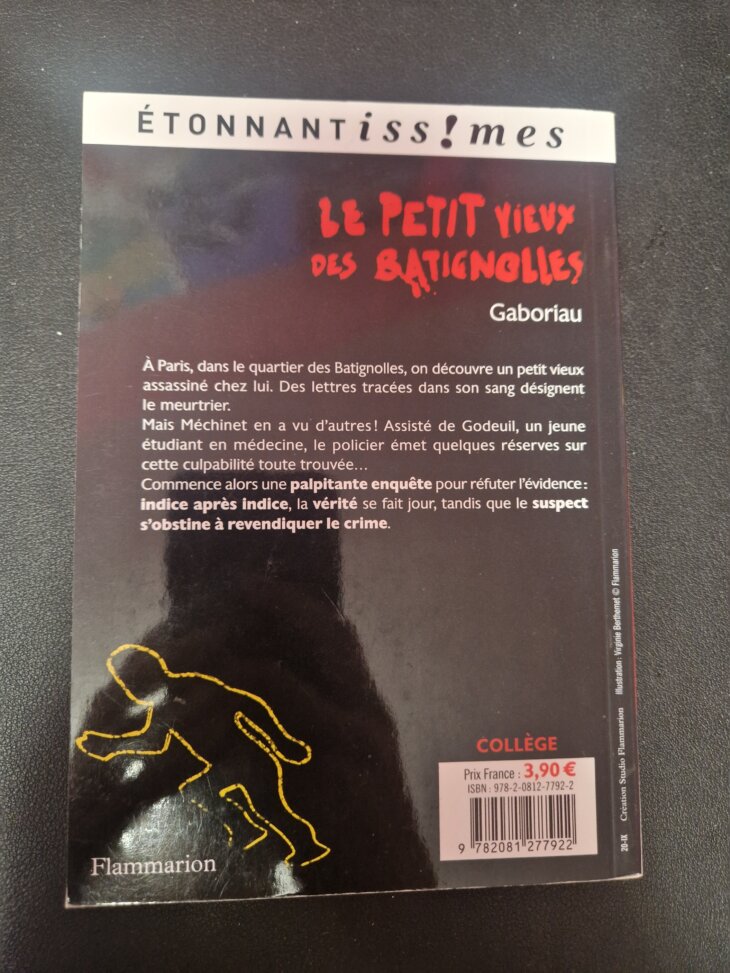 ÉTONNANTiss!mes
LE PETIT VIEUX
DES BATIGNOLLES
Gaboriau
À Paris, dans le quartier des Batignolles, on découvre un petit vieux
assassiné chez lui. Des lettres tracées dans son sang désignent
le meurtrier.
Mais Méchinet en a vu d'autres! Assisté de Godeuil, un jeune
étudiant en médecine, le policier émet quelques réserves sur
cette culpabilité toute trouvée…
Commence alors une palpitante enquête pour réfuter l'évidence:
indice après indice, la vérité se fait jour, tandis que le suspect
s'obstine à revendiquer le crime.
COLLÈGE
Prix France : 3,90 €
ISBN : 978-2-0812-7792-2
9 782081 277922
Flammarion
20-IX Création Studio Flammarion
Illustration : Virginie Berthemet © Flammarion